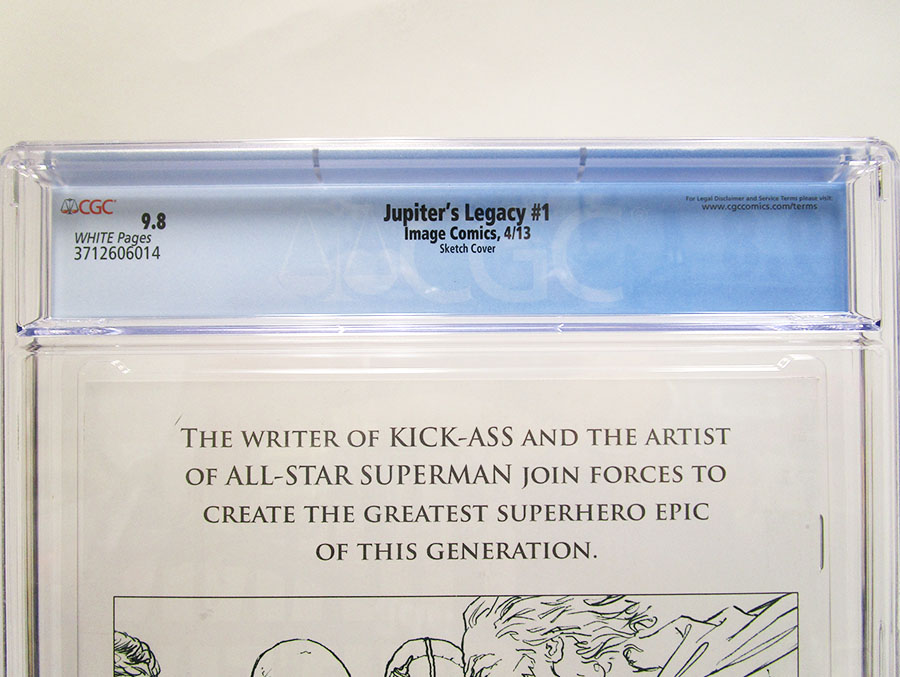 CGC
9.8
WHITE Pages
3712606014
Jupiter's Legacy #1
Image Comics, 4/13
Sketch Cover
For Legal Disclaimer and Service Terms please visit:
www.cgccomics.com/terms
CGC
THE WRITER OF KICK-ASS AND THE ARTIST
OF ALL-STAR SUPERMAN JOIN FORCES TO
CREATE THE GREATEST SUPERHERO EPIC
OF THIS GENERATION.